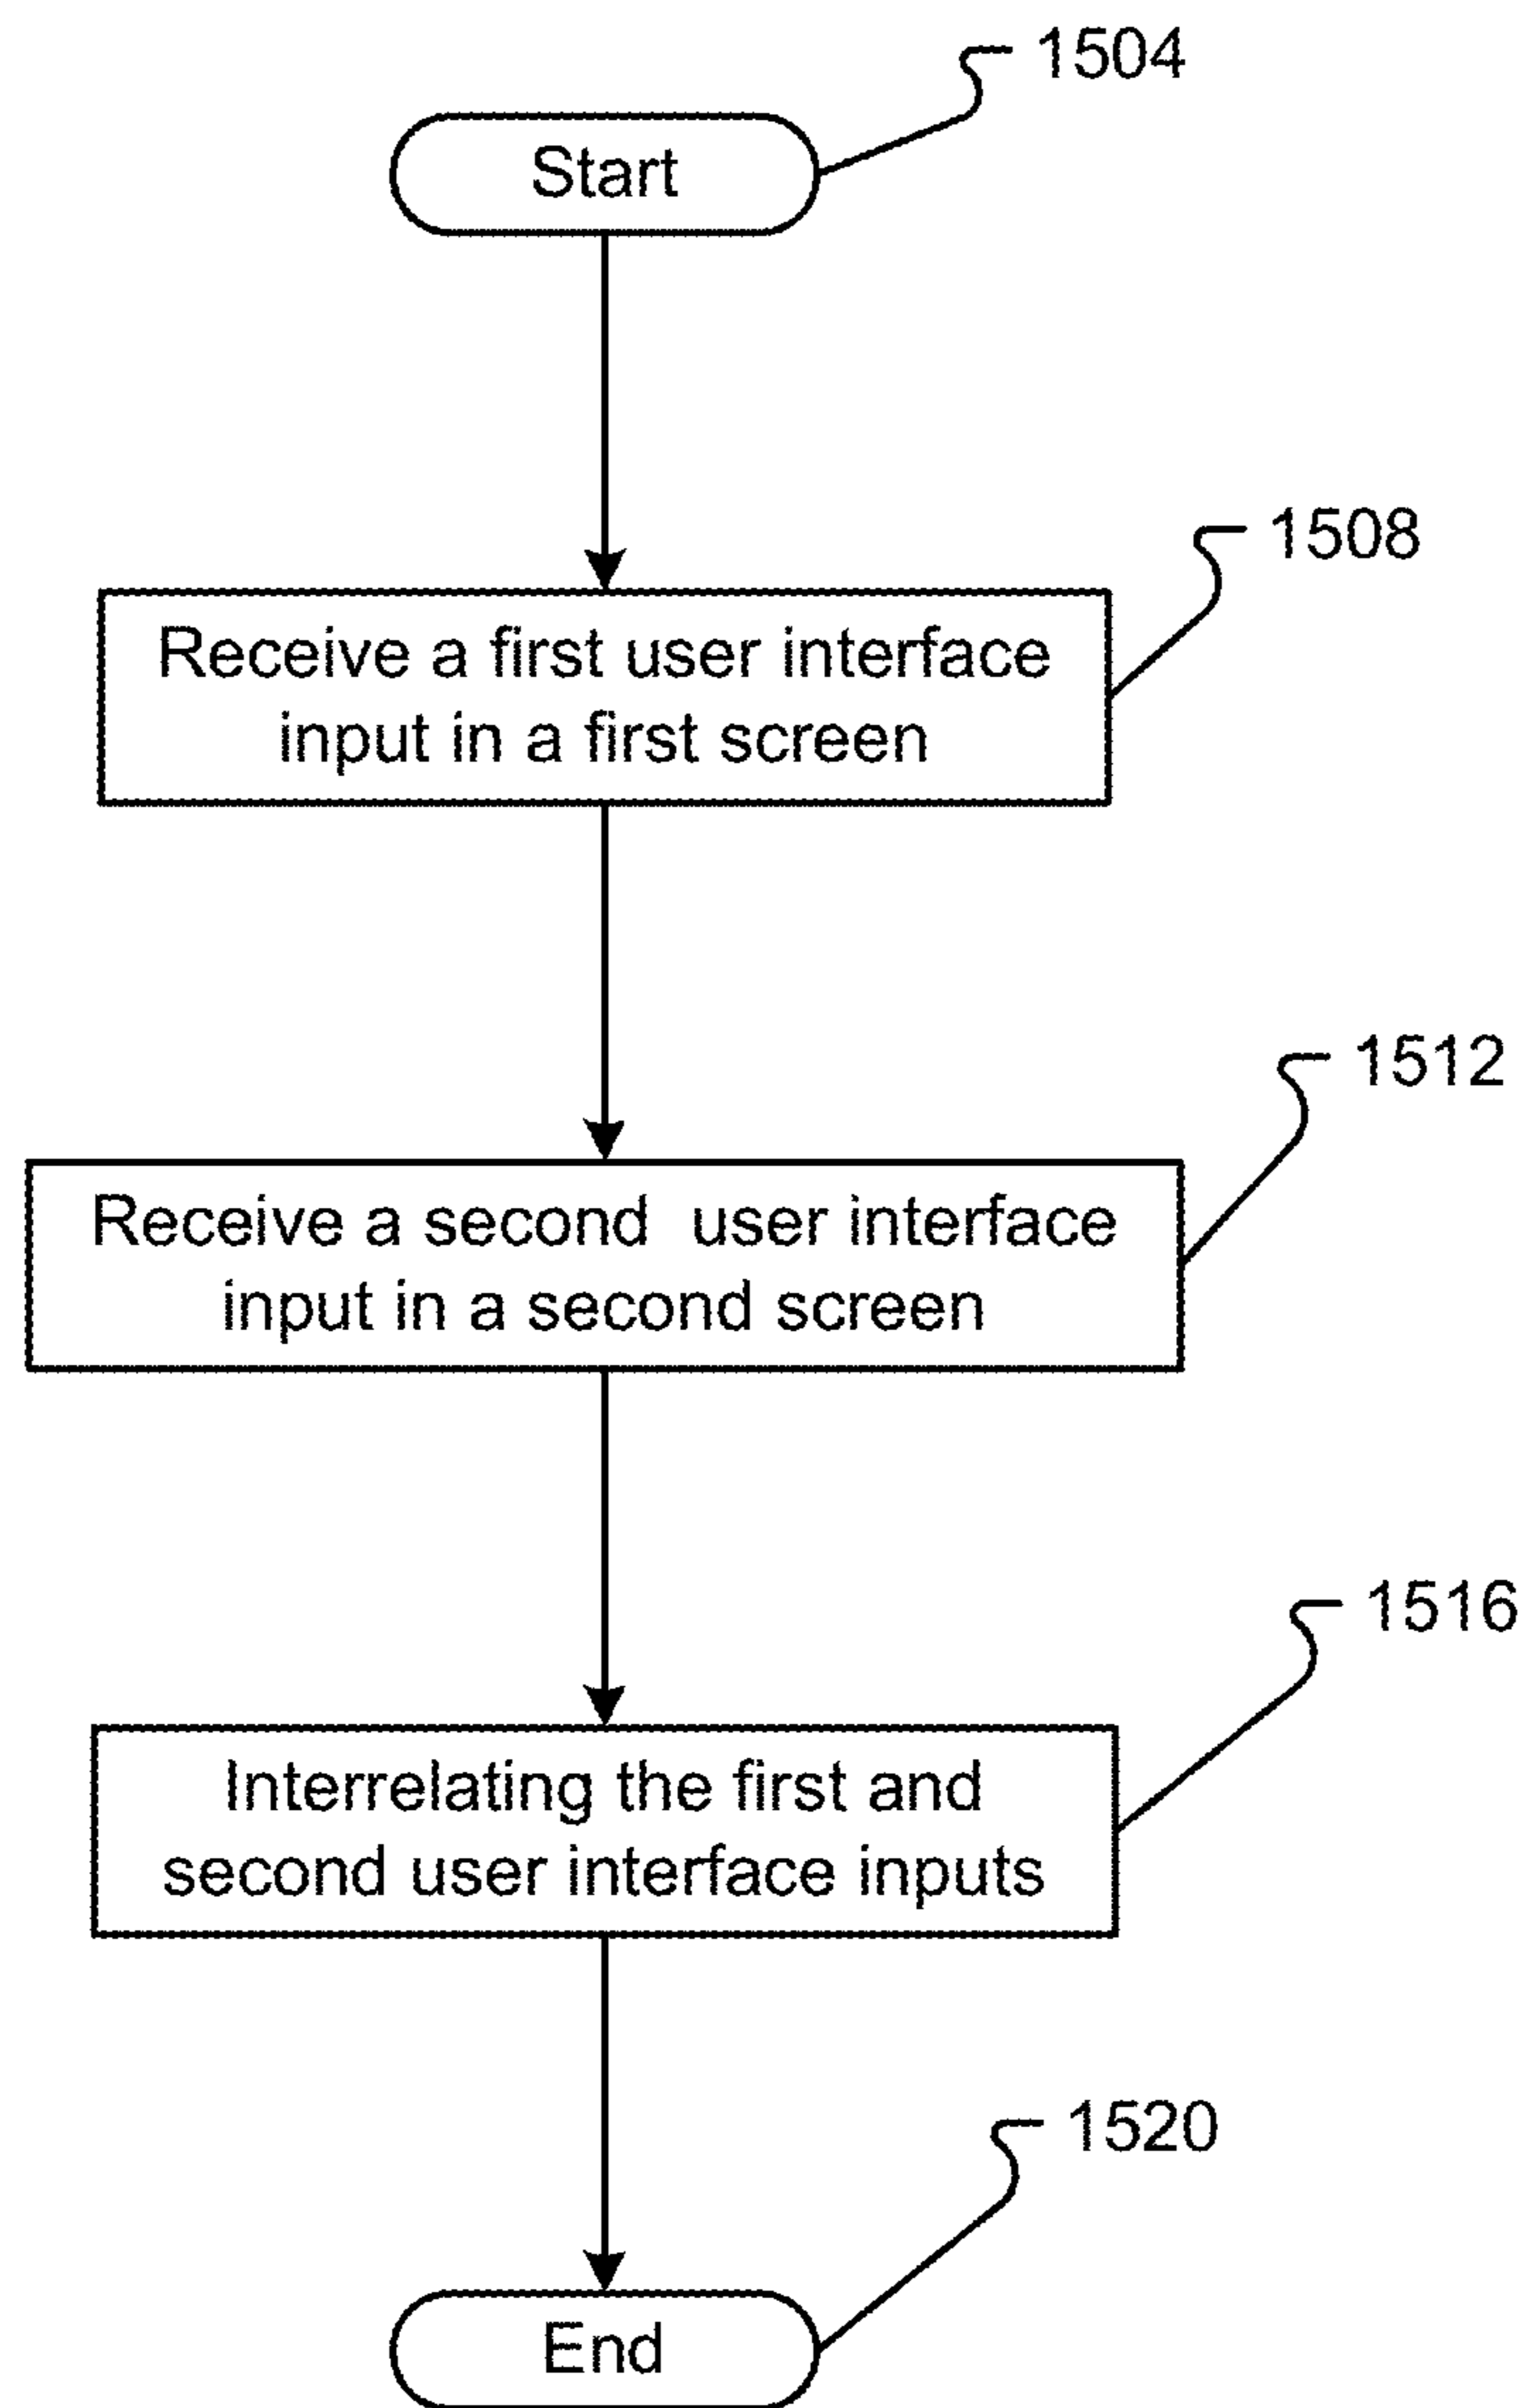 1504
Start
1508
Receive a first user interface
input in a first screen
1512
Receive a second  user interface
input in a second screen
1516
Interrelating the first and
second user interface inputs
1520
End